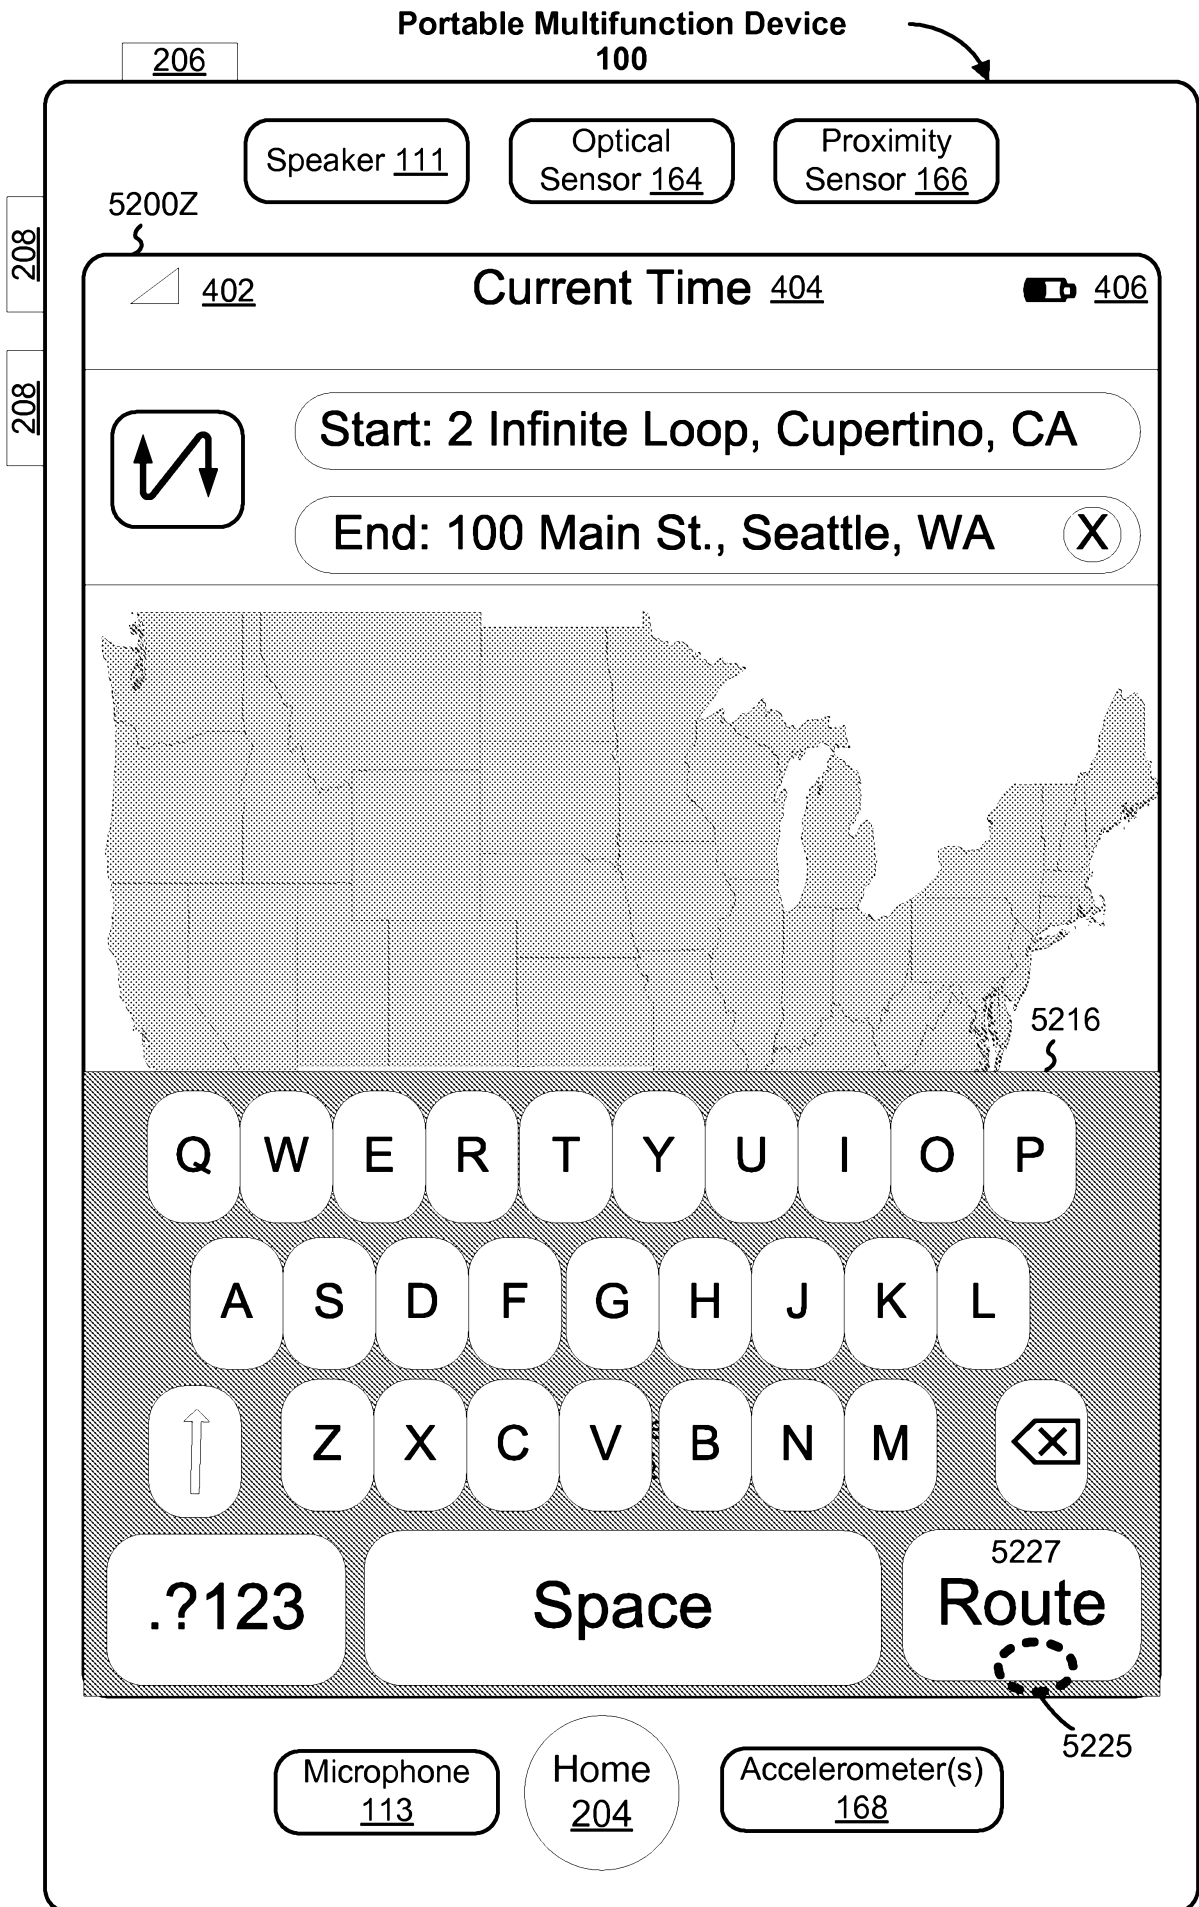 Portable Multifunction Device
100
206
Speaker 111
Optical
Sensor 164
Proximity
Sensor 166
5200Z
208
402
Current Time 404
406
208
Start: 2 Infinite Loop, Cupertino, CA
End: 100 Main St., Seattle, WA X
5216
Q W E R T Y U I O P
A S D F G H J K L
Z X C V B N M
.?123
Space
5227
Route
5225
Microphone
113
Home
204
Accelerometer(s)
168